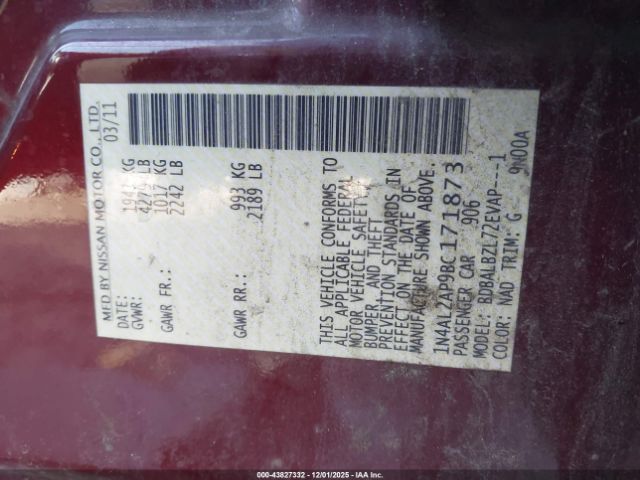 MFD BY NISSAN MOTOR CO., LTD.
DATE: 03/11
GVWR: KG
LB
GAWR FR.: 1017 KG
2242 LB
GAWR RR.: 993 KG
2189 LB
THIS VEHICLE CONFORMS TO
ALL APPLICABLE FEDERAL
MOTOR VEHICLE SAFETY,
BUMPER, AND THEFT
PREVENTION STANDARDS IN
EFFECT ON THE DATE OF
MANUFACTURE SHOWN ABOVE.
1N4AL2AP9BC171873
PASSENGER CAR 906
MODEL: BDBALBZL72EVAP---1
COLOR: NAD TRIM: G
000-43827332 - 12/01/2025 - IAA Inc.